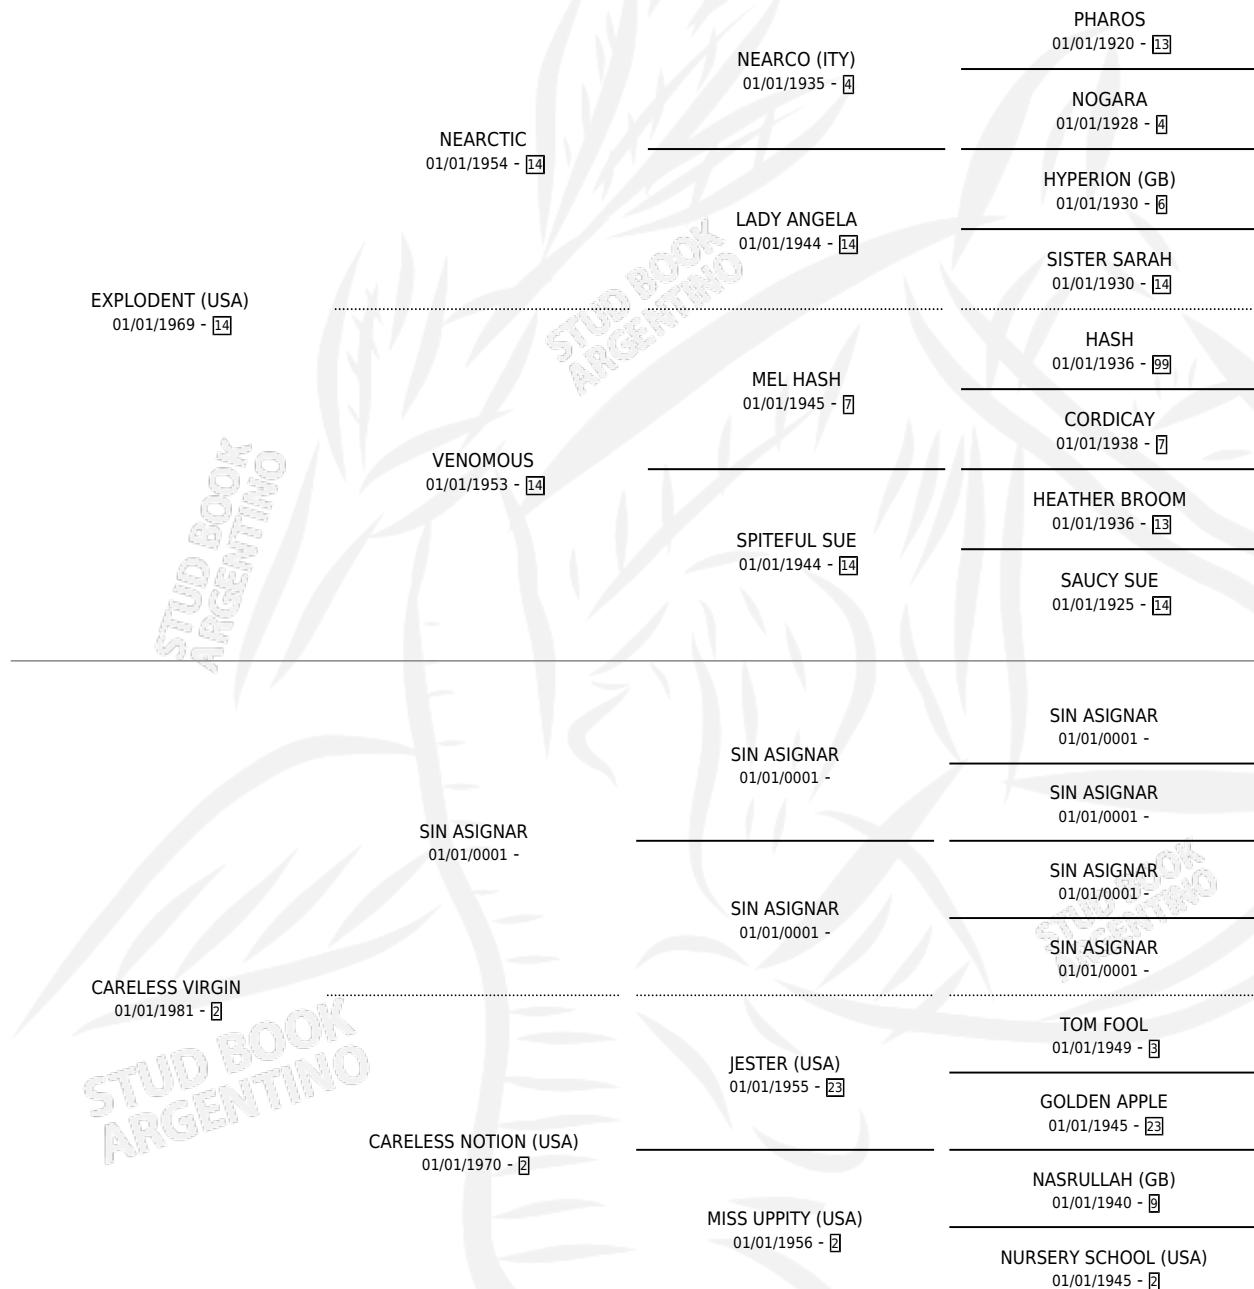 PHAROS
01/01/1920 - 13
NEARCO (ITY)
01/01/1935 - 4
NOGARA
01/01/1928 - 4
NEARCTIC
01/01/1954 - 14
HYPERION (GB)
01/01/1930 - 6
LADY ANGELA
01/01/1944 - 14
SISTER SARAH
01/01/1930 - 14
EXPLODENT (USA)
01/01/1969 - 14
HASH
01/01/1936 - 99
MEL HASH
01/01/1945 - 7
CORDICAY
01/01/1938 - 7
VENOMOUS
01/01/1953 - 14
HEATHER BROOM
01/01/1936 - 13
SPITEFUL SUE
01/01/1944 - 14
SAUCY SUE
01/01/1925 - 14
STUD BOOK
ARGENTINO
STUD BOOK
ARGENTINO
SIN ASIGNAR
01/01/0001 -
SIN ASIGNAR
01/01/0001 -
SIN ASIGNAR
01/01/0001 -
SIN ASIGNAR
01/01/0001 -
SIN ASIGNAR
01/01/0001 -
SIN ASIGNAR
01/01/0001 -
SIN ASIGNAR
01/01/0001 -
STUD BOOK
ARGENTINO
CARELESS VIRGIN
01/01/1981 - 2
TOM FOOL
01/01/1949 - 3
JESTER (USA)
01/01/1955 - 23
GOLDEN APPLE
01/01/1945 - 23
CARELESS NOTION (USA)
01/01/1970 - 2
NASRULLAH (GB)
01/01/1940 - 9
MISS UPPITY (USA)
01/01/1956 - 2
NURSERY SCHOOL (USA)
01/01/1945 - 2
STUD BOOK
ARGENTINO